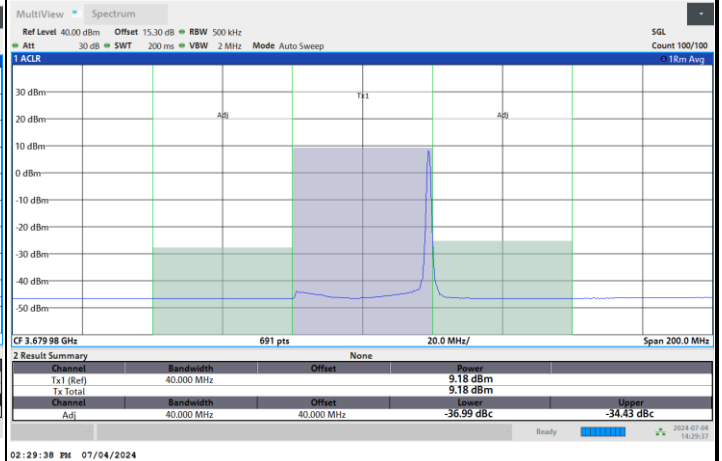 MultiView Spectrum
Ref Level 40.00 dBm Offset 15.30 dB RBW 500 kHz SGL
Att 30 dB SWT 200 ms VBW 2 MHz Mode Auto Sweep Count 100/100
1 ACLR 1Rm Avg
30 dBm
Tx1
20 dBm Adj Adj
10 dBm
0 dBm
-10 dBm
-20 dBm
-30 dBm
-40 dBm
-50 dBm
CF 3.679 98 GHz 691 pts 20.0 MHz/ Span 200.0 MHz
2 Result Summary None
Channel Bandwidth Offset Power
Tx1 (Ref) 40.000 MHz 9.18 dBm
Tx Total 9.18 dBm
Channel Bandwidth Offset Lower Upper
Adj 40.000 MHz 40.000 MHz -36.99 dBc -34.43 dBc
Ready 2024-07-04
14:29:37
02:29:38 PM 07/04/2024